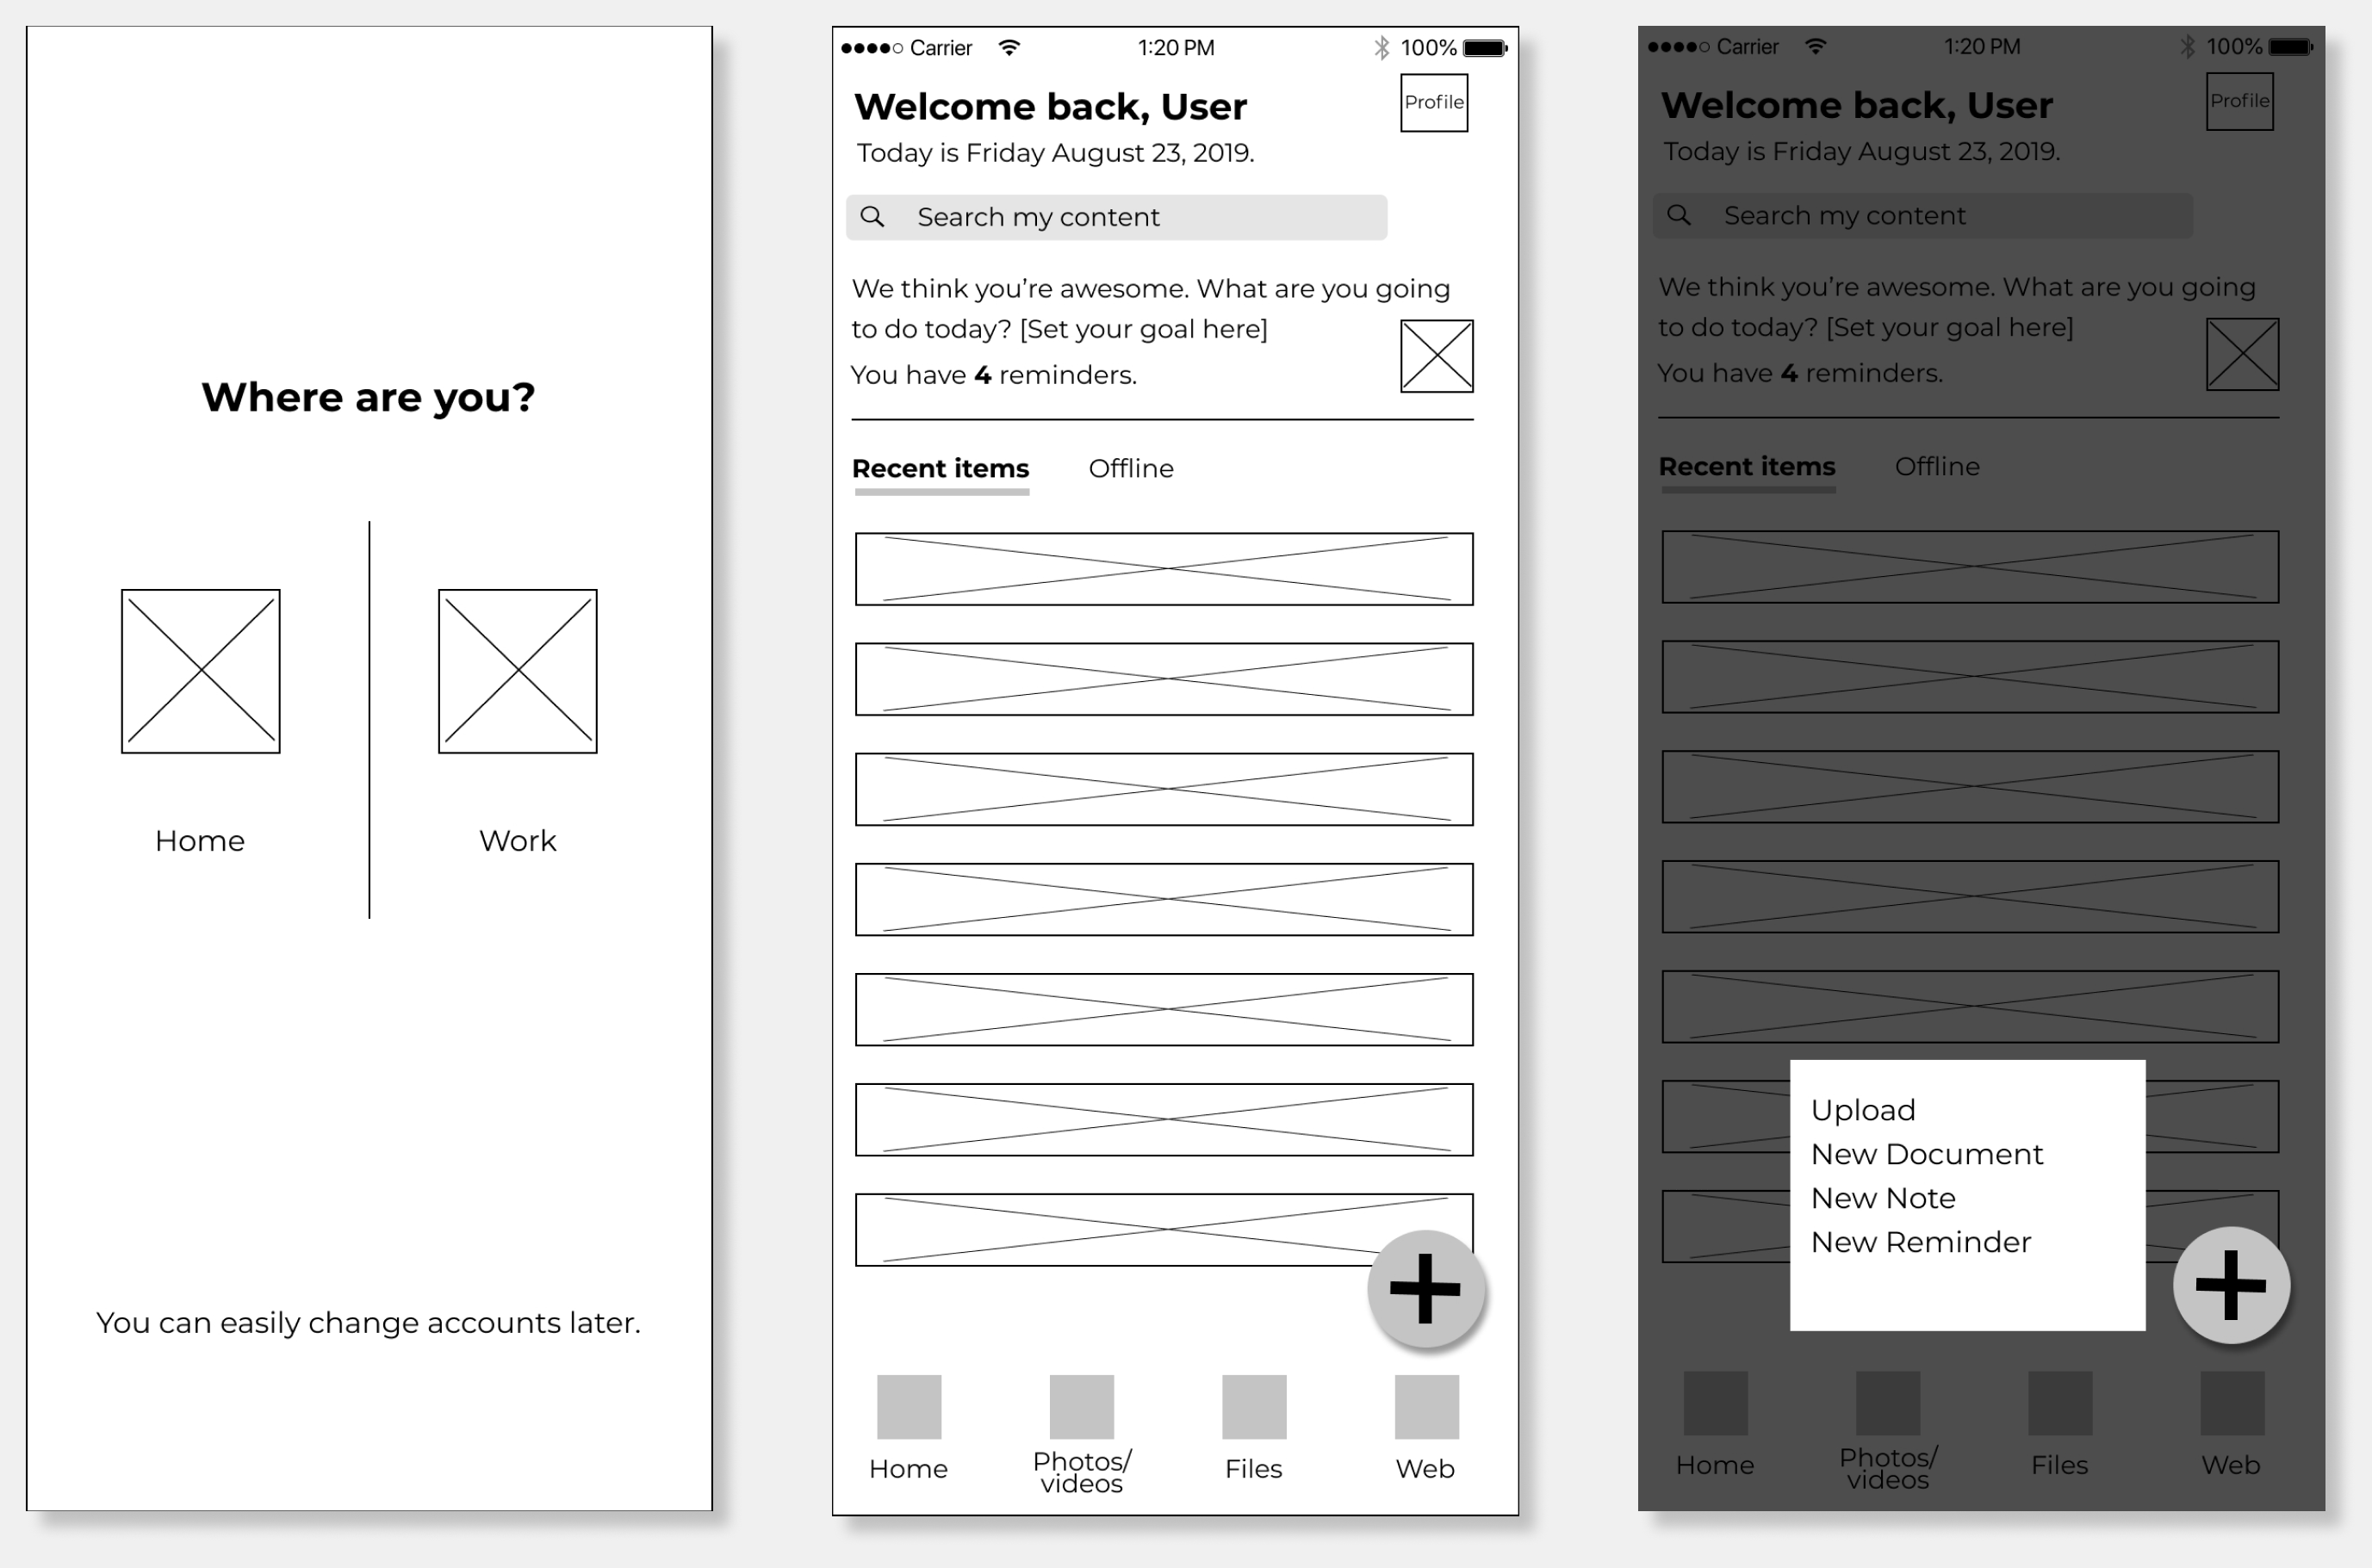 Where are you?
Home
Work
You can easily change accounts later.
Carrier 1:20 PM 100%
Welcome back, User
Profile
Today is Friday August 23, 2019.
Search my content
We think you’re awesome. What are you going
to do today? [Set your goal here]
You have 4 reminders.
Recent items Offline
Home
Photos/
videos
Files
Web
Carrier 1:20 PM 100%
Welcome back, User
Profile
Today is Friday August 23, 2019.
Search my content
We think you’re awesome. What are you going
to do today? [Set your goal here]
You have 4 reminders.
Recent items Offline
Upload
New Document
New Note
New Reminder
Home
Photos/
videos
Files
Web